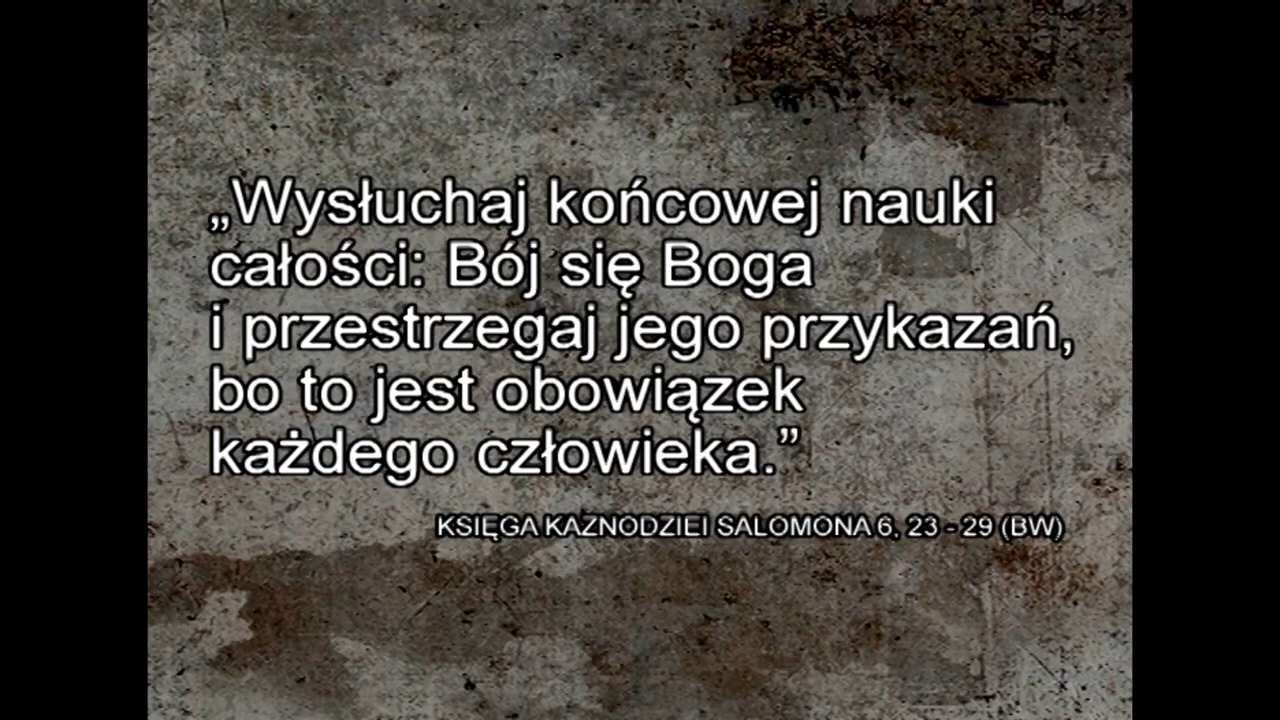 „Wysłuchaj końcowej nauki
całości: Bój się Boga
i przestrzegaj jego przykazań,
bo to jest obowiązek
każdego człowieka.”
KSIĘGA KAZNODZIEI SALOMONA 6, 23 - 29 (BW)